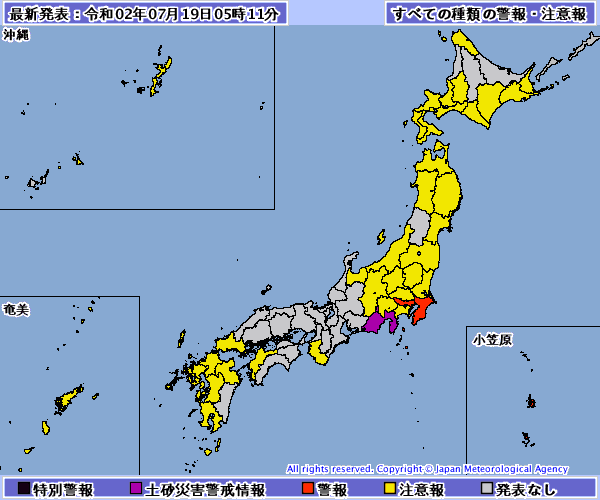 最新発表：令和02年07月19日05時11分
すべての種類の警報・注意報
沖縄
奄美
小笠原
All rights reserved. Copyright © Japan Meteorological Agency
特別警報
土砂災害警戒情報
警報
注意報
発表なし